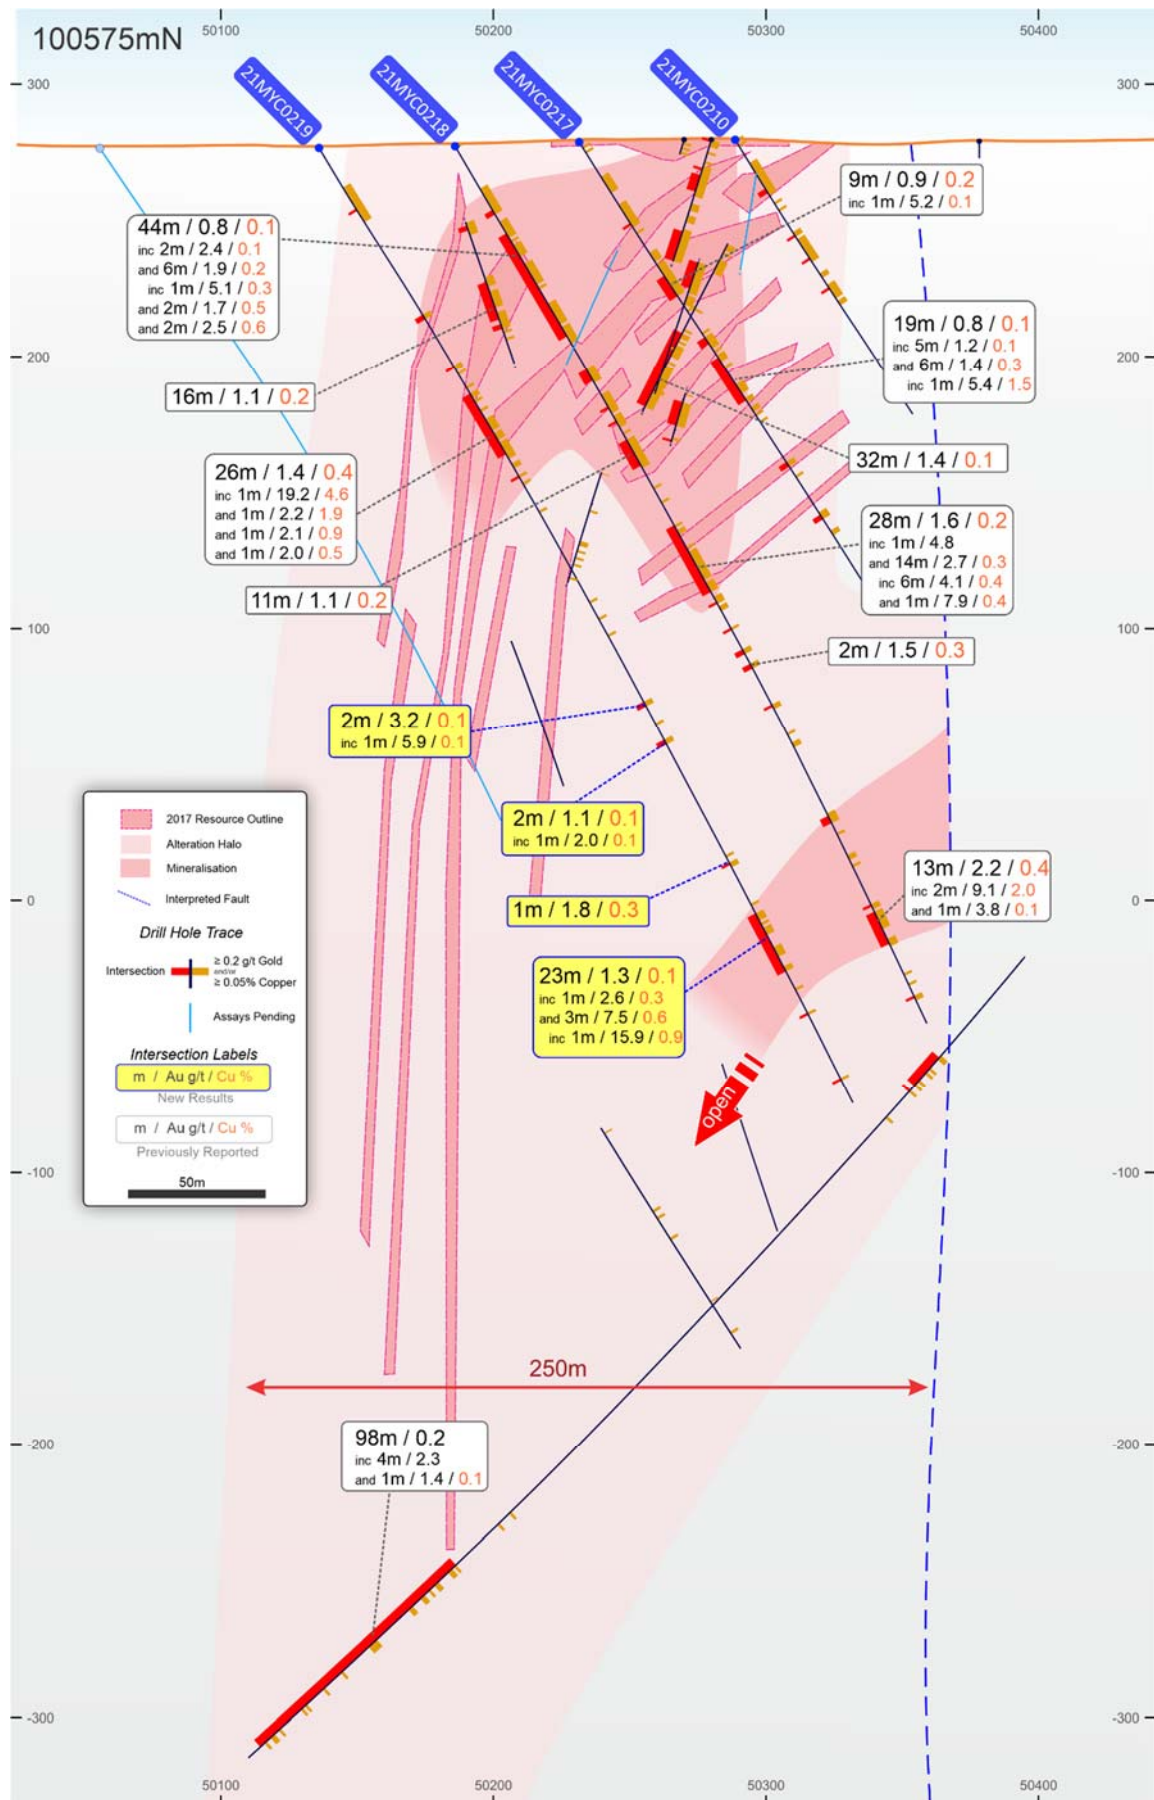 100575mN
50100
50200
50300
50400
300
300
21MYC0219
21MYC0218
21MYC0217
21MYC0210
9m / 0.9 / 0.2
inc 1m / 5.2 / 0.1
44m / 0.8 / 0.1
inc 2m / 2.4 / 0.1
and 6m / 1.9 / 0.2
inc 1m / 5.1 / 0.3
and 2m / 1.7 / 0.5
and 2m / 2.5 / 0.6
19m / 0.8 / 0.1
inc 5m / 1.2 / 0.1
and 6m / 1.4 / 0.3
inc 1m / 5.4 / 1.5
200
200
16m / 1.1 / 0.2
32m / 1.4 / 0.1
26m / 1.4 / 0.4
inc 1m / 19.2 / 4.6
and 1m / 2.2 / 1.9
and 1m / 2.1 / 0.9
and 1m / 2.0 / 0.5
28m / 1.6 / 0.2
inc 1m / 4.8
and 14m / 2.7 / 0.3
inc 6m / 4.1 / 0.4
and 1m / 7.9 / 0.4
11m / 1.1 / 0.2
100
100
2m / 1.5 / 0.3
2m / 3.2 / 0.1
inc 1m / 5.9 / 0.1
2m / 1.1 / 0.1
inc 1m / 2.0 / 0.1
13m / 2.2 / 0.4
inc 2m / 9.1 / 2.0
and 1m / 3.8 / 0.1
0
0
1m / 1.8 / 0.3
23m / 1.3 / 0.1
inc 1m / 2.6 / 0.3
and 3m / 7.5 / 0.6
inc 1m / 15.9 / 0.9
open
2017 Resource Outline
Alteration Halo
Mineralisation
Interpreted Fault
Drill Hole Trace
Intersection
≥ 0.2 g/t Gold
and/or
≥ 0.05% Copper
Assays Pending
Intersection Labels
m / Au g/t / Cu %
New Results
m / Au g/t / Cu %
Previously Reported
50m
-100
-100
250m
-200
-200
98m / 0.2
inc 4m / 2.3
and 1m / 1.4 / 0.1
-300
-300
50100
50200
50300
50400